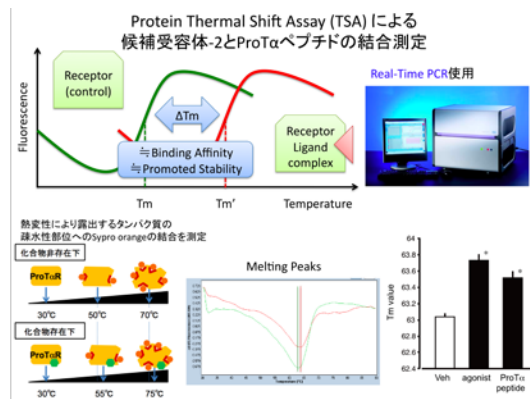 Protein Thermal Shift Assay (TSA) による
候補受容体-2とProTαペプチドの結合測定
Receptor
(control)
Real-Time PCR使用
ΔTm
Fluorescence
Receptor
Ligand
complex
≒Binding Affinity
≒Promoted Stability
Tm
Tm’
Temperature
熱変性により露出するタンパク質の
疎水性部位へのSypro orangeの結合を測定
化合物非存在下
ProTαR
30℃
50℃
70℃
化合物存在下
ProTαR
30℃
55℃
75℃
Melting Peaks
Tm value
64
63.8
63.6
63.4
63.2
63
62.8
62.6
62.4
*
*
Veh
agonist
ProTα
peptide